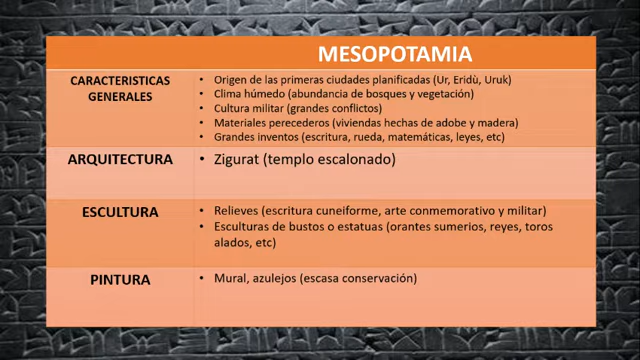 MESOPOTAMIA
CARACTERISTICAS
GENERALES
• Origen de las primeras ciudades planificadas (Ur, Eridù, Uruk)
• Clima húmedo (abundancia de bosques y vegetación)
• Cultura militar (grandes conflictos)
• Materiales perecederos (viviendas hechas de adobe y madera)
• Grandes inventos (escritura, rueda, matemáticas, leyes, etc)
ARQUITECTURA
• Zigurat (templo escalonado)
ESCULTURA
• Relieves (escritura cuneiforme, arte conmemorativo y militar)
• Esculturas de bustos o estatuas (orantes sumerios, reyes, toros
alados, etc)
PINTURA
• Mural, azulejos (escasa conservación)